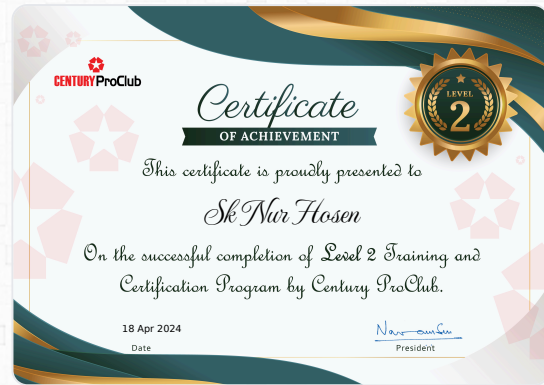 CENTURY ProClub
Certificate
OF ACHIEVEMENT
LEVEL
2
This certificate is proudly presented to
Sk Nur Hosen
On the successful completion of Level 2 Training and
Certification Program by Century ProClub.
18 Apr 2024
Date
President